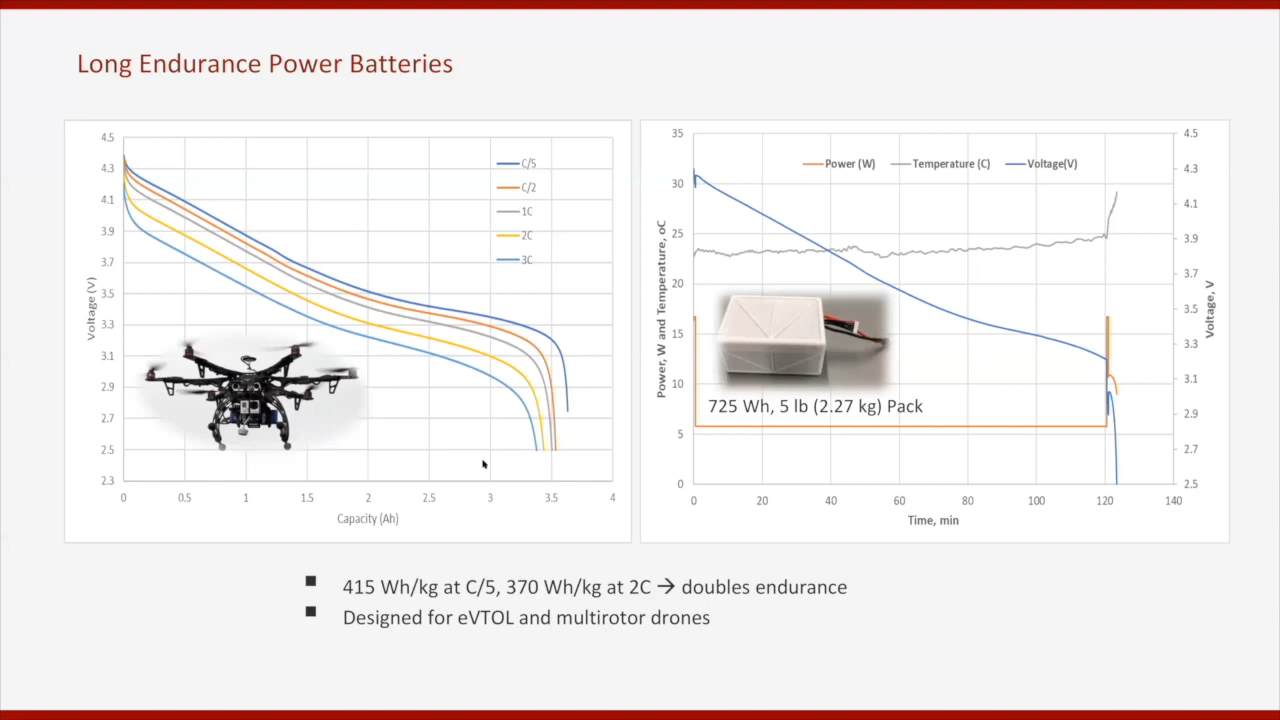 Long Endurance Power Batteries
4.5
4.3
4.1
3.9
3.7
3.5
3.3
3.1
2.9
2.7
2.5
2.3
Voltage (V)
C/5
C/2
1C
2C
3C
0 0.5 1 1.5 2 2.5 3 3.5 4
Capacity (Ah)
35
30
25
20
15
10
5
0
Power, W and Temperature, oC
Power (W) Temperature (C) Voltage(V)
725 Wh, 5 lb (2.27 kg) Pack
4.5
4.3
4.1
3.9
3.7
3.5
3.3
3.1
2.9
2.7
2.5
Voltage, V
0 20 40 60 80 100 120 140
Time, min
▪ 415 Wh/kg at C/5, 370 Wh/kg at 2C → doubles endurance
▪ Designed for eVTOL and multirotor drones